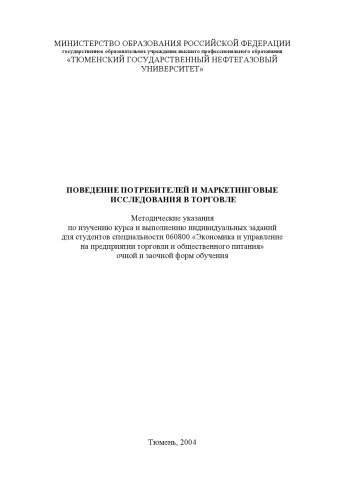 МИНИСТЕРСТВО ОБРАЗОВАНИЯ РОССИЙСКОЙ ФЕДЕРАЦИИ
государственное образовательное учреждение высшего профессионального образования
«ТЮМЕНСКИЙ ГОСУДАРСТВЕННЫЙ НЕФТЕГАЗОВЫЙ
УНИВЕРСИТЕТ»
ПОВЕДЕНИЕ ПОТРЕБИТЕЛЕЙ И МАРКЕТИНГОВЫЕ
ИССЛЕДОВАНИЯ В ТОРГОВЛЕ
Методические указания
по изучению курса и выполнению индивидуальных заданий
для студентов специальности 060800 «Экономика и управление
на предприятии торговли и общественного питания»
очной и заочной форм обучения
Тюмень, 2004